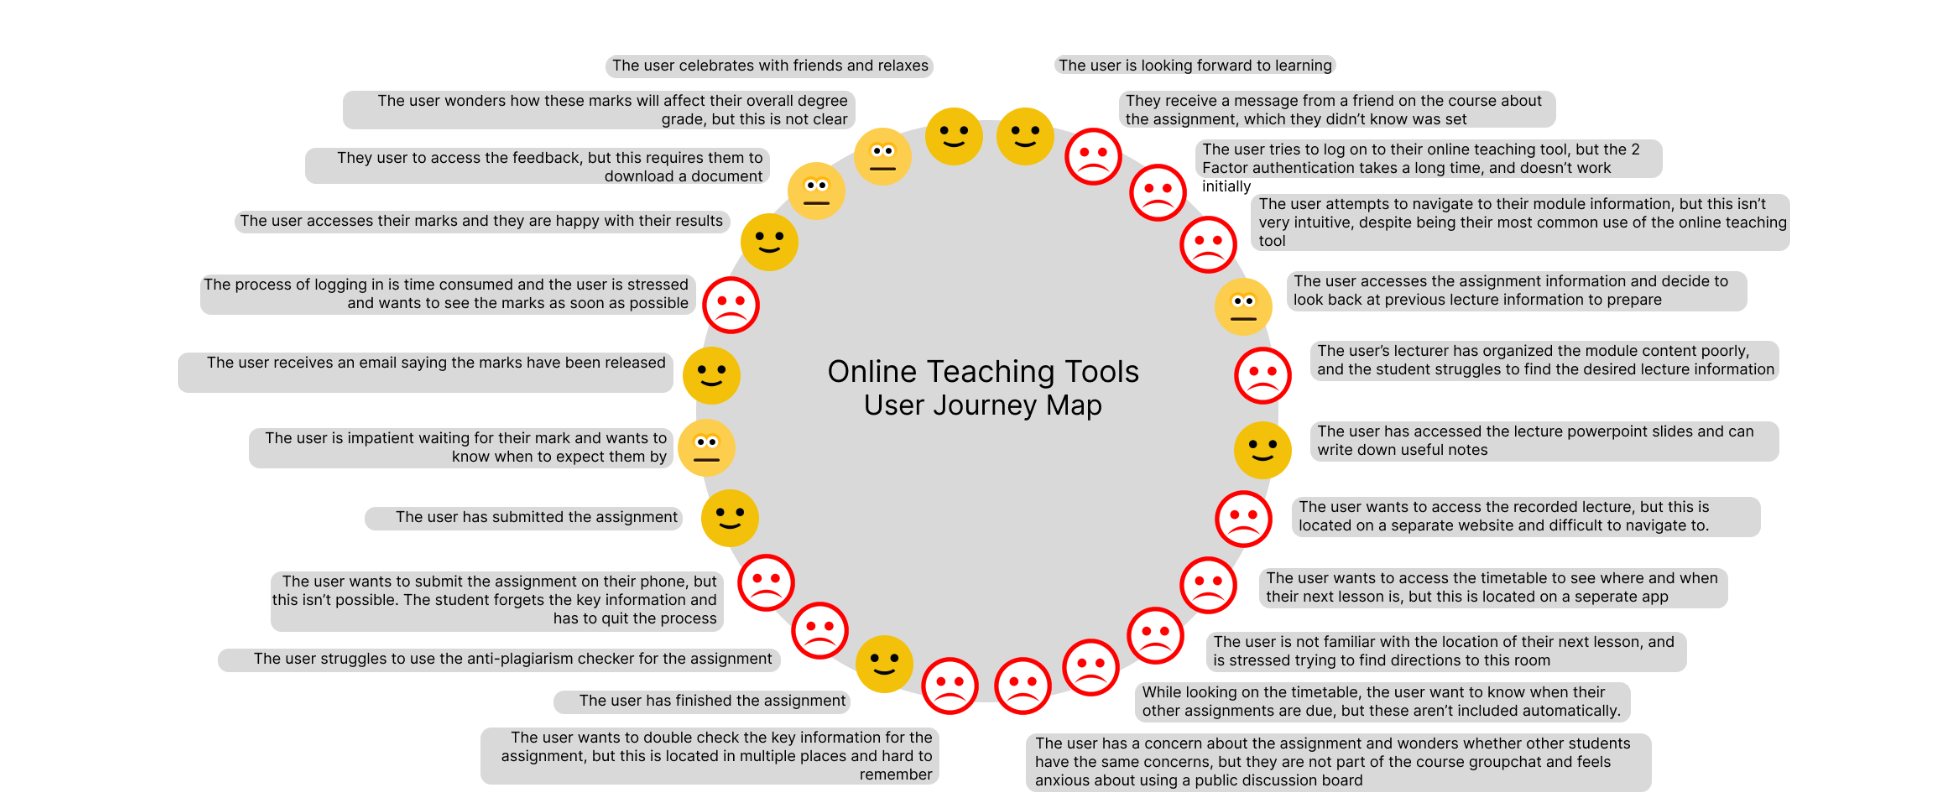 Online Teaching Tools
User Journey Map
The user is looking forward to learning
They receive a message from a friend on the course about
the assignment, which they didn’t know was set
The user tries to log on to their online teaching tool, but the 2
Factor authentication takes a long time, and doesn’t work
initially
The user attempts to navigate to their module information, but this isn’t
very intuitive, despite being their most common use of the online teaching
tool
The user accesses the assignment information and decide to
look back at previous lecture information to prepare
The user’s lecturer has organized the module content poorly,
and the student struggles to find the desired lecture information
The user has accessed the lecture powerpoint slides and can
write down useful notes
The user wants to access the recorded lecture, but this is
located on a separate website and difficult to navigate to.
The user wants to access the timetable to see where and when
their next lesson is, but this is located on a seperate app
The user is not familiar with the location of their next lesson, and
is stressed trying to find directions to this room
While looking on the timetable, the user want to know when their
other assignments are due, but these aren’t included automatically.
The user has a concern about the assignment and wonders whether other students
have the same concerns, but they are not part of the course groupchat and feels
anxious about using a public discussion board
The user wants to double check the key information for the
assignment, but this is located in multiple places and hard to
remember
The user has finished the assignment
The user struggles to use the anti-plagiarism checker for the assignment
The user wants to submit the assignment on their phone, but
this isn’t possible. The student forgets the key information and
has to quit the process
The user has submitted the assignment
The user is impatient waiting for their mark and wants to
know when to expect them by
The user receives an email saying the marks have been released
The process of logging in is time consumed and the user is stressed
and wants to see the marks as soon as possible
The user accesses their marks and they are happy with their results
They user to access the feedback, but this requires them to
download a document
The user wonders how these marks will affect their overall degree
grade, but this is not clear
The user celebrates with friends and relaxes